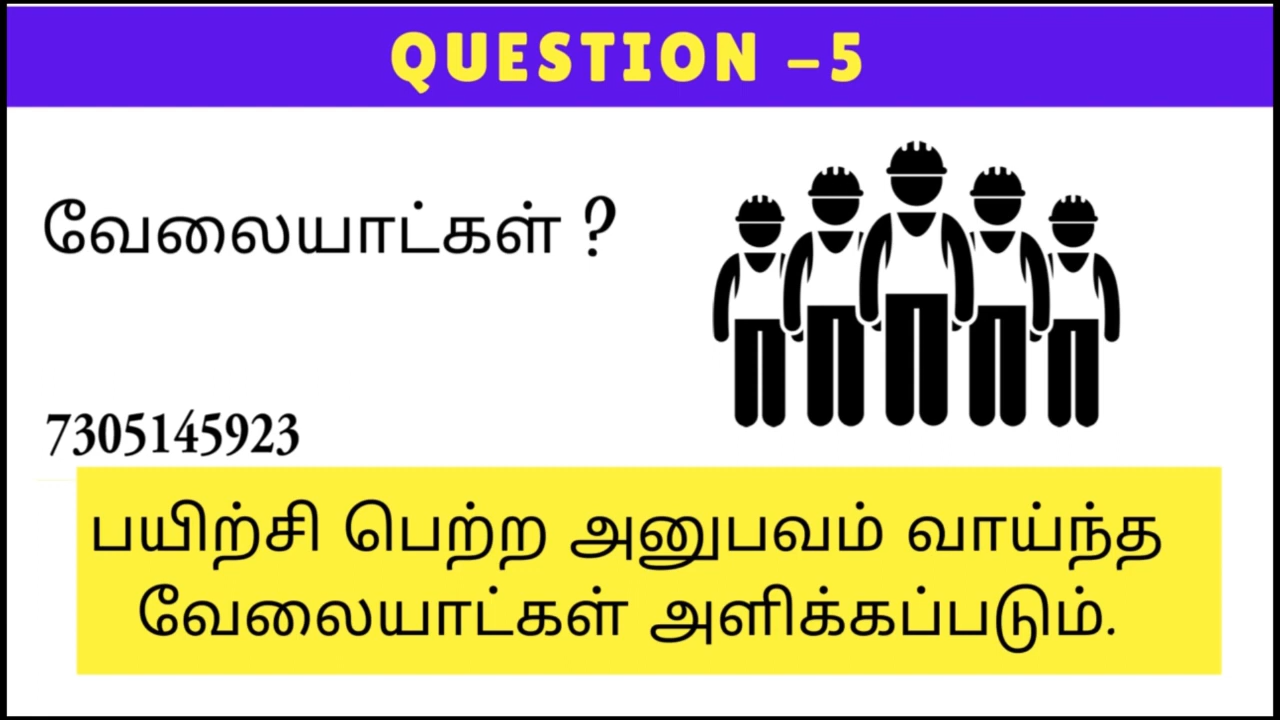 QUESTION –5
வேலையாட்கள் ?
7305145923
பயிற்சி பெற்ற அனுபவம் வாய்ந்த
வேலையாட்கள் அளிக்கப்படும்.